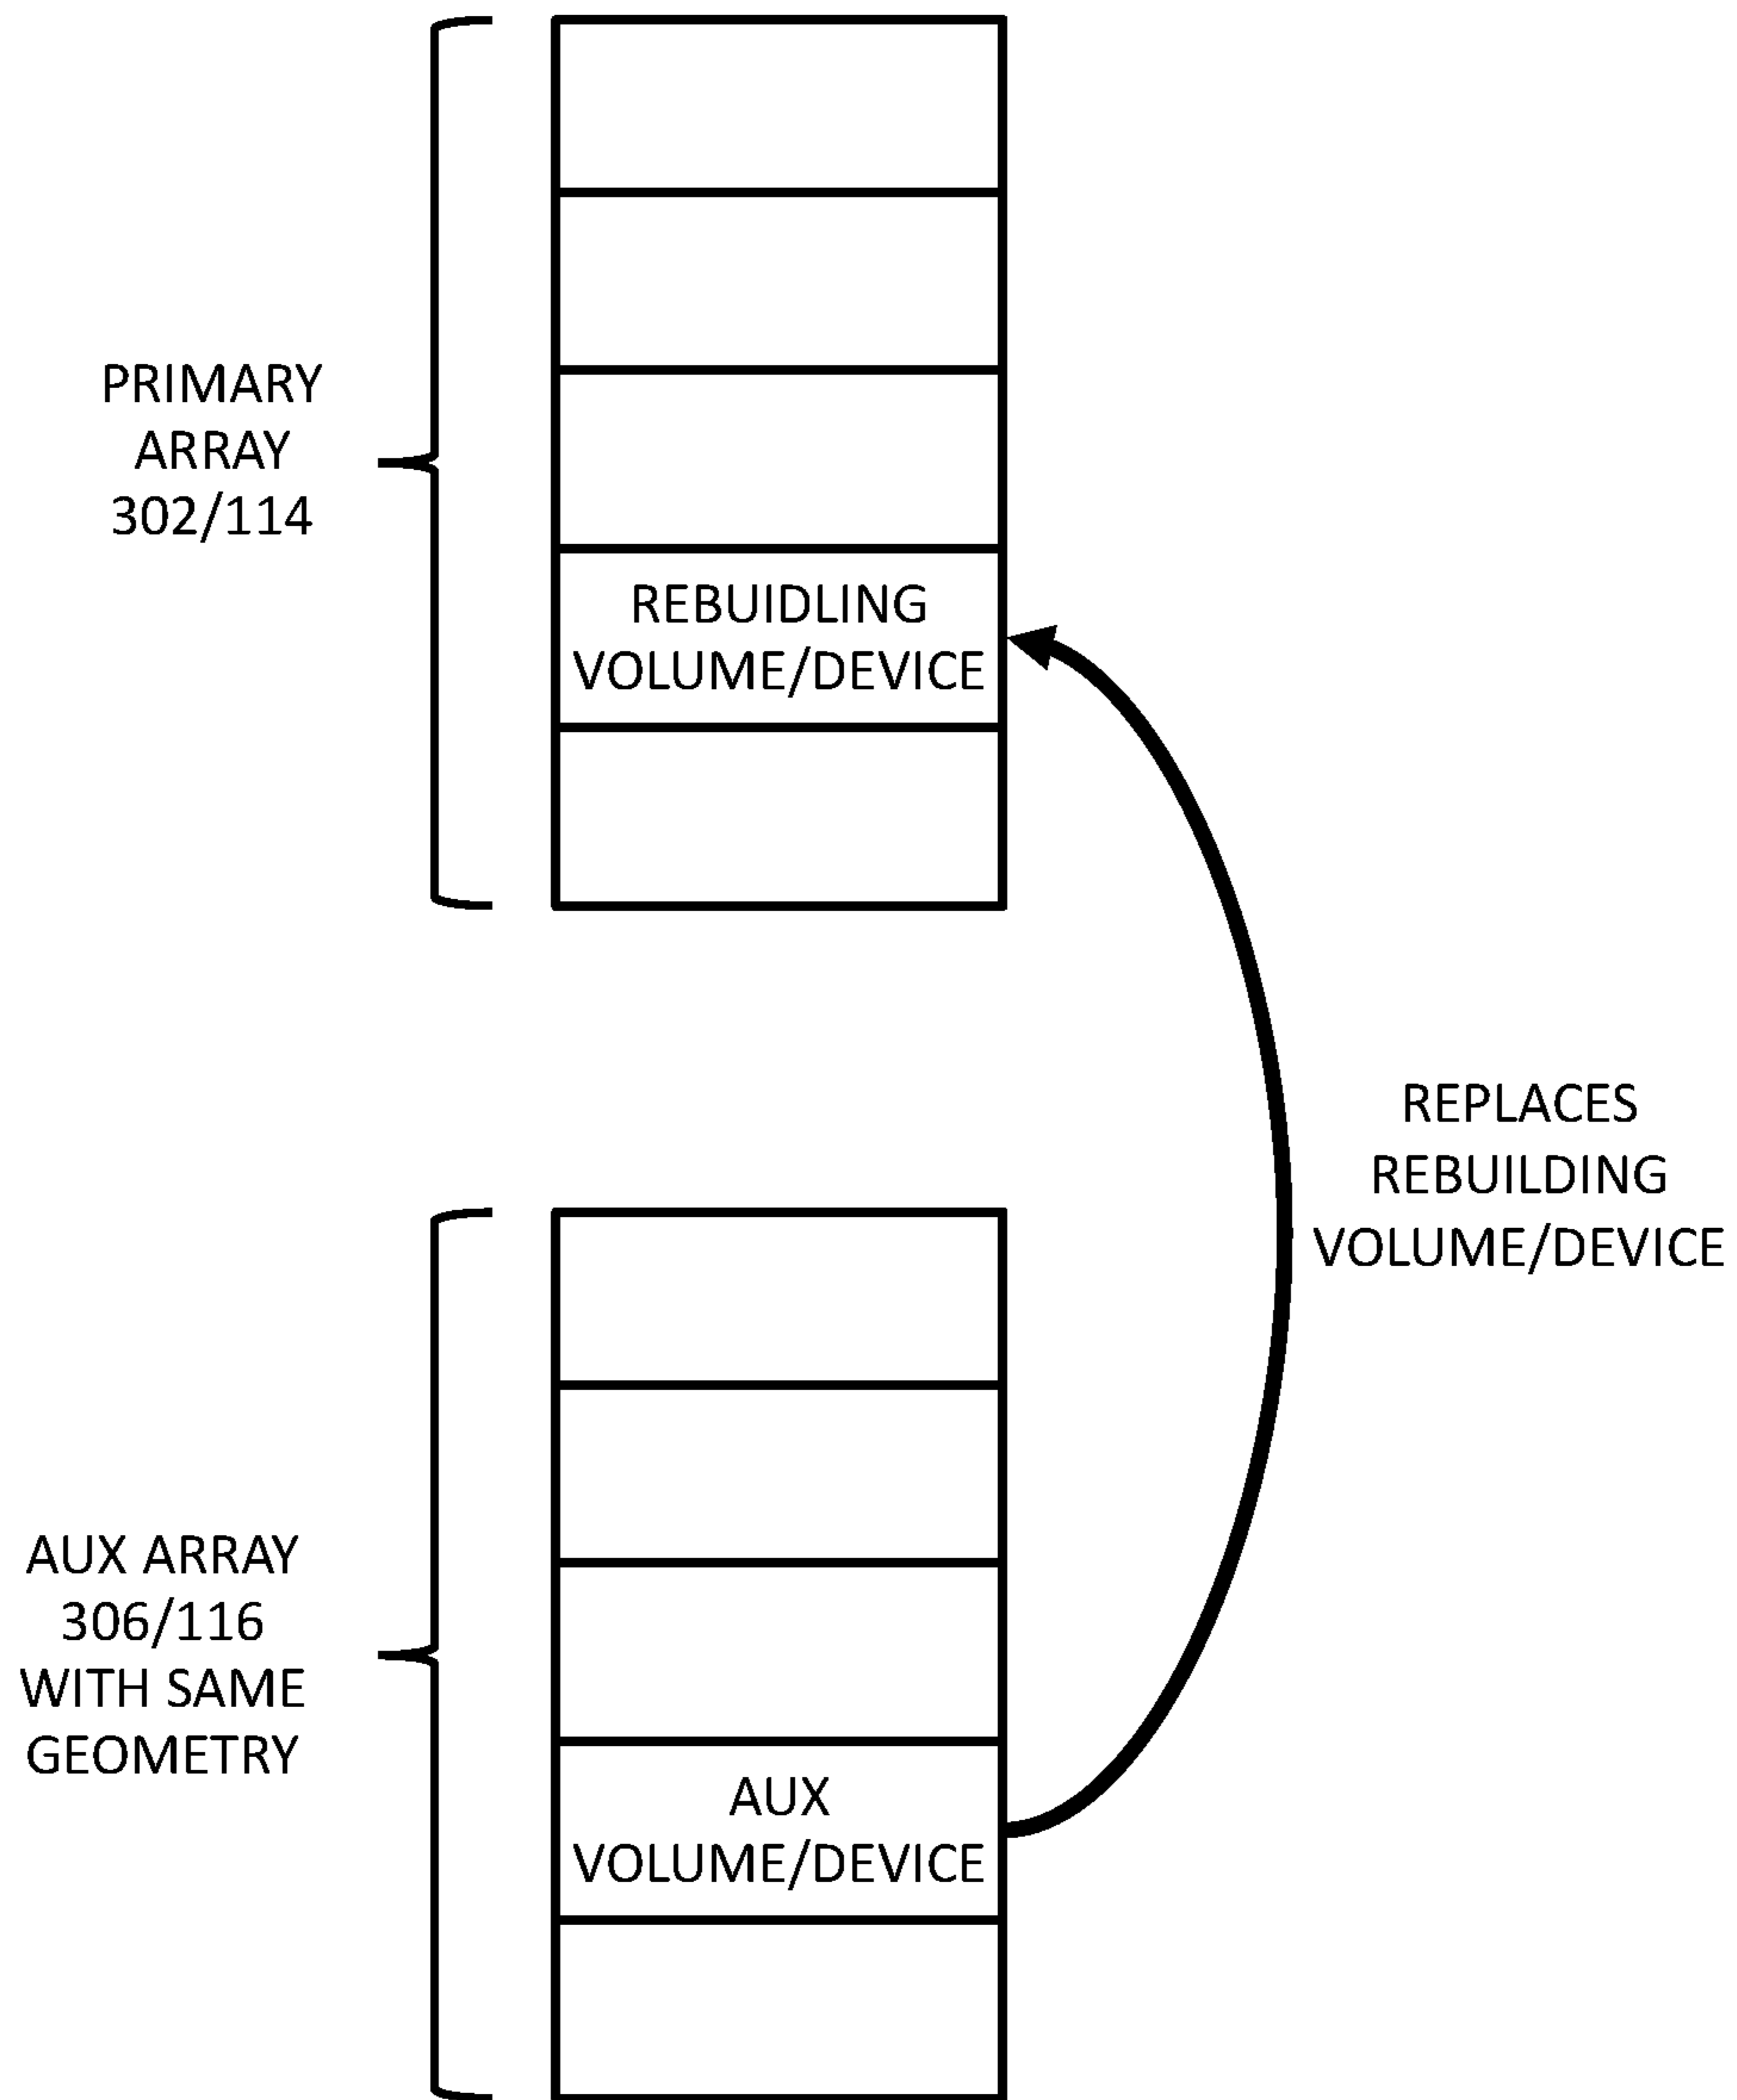 PRIMARY
ARRAY
302/114
REBUIDLING
VOLUME/DEVICE
REPLACES
REBUILDING
VOLUME/DEVICE
AUX ARRAY
306/116
WITH SAME
GEOMETRY
AUX
VOLUME/DEVICE